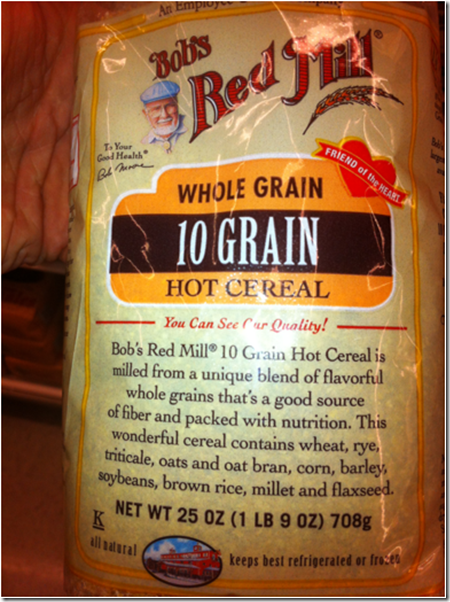 An Employee
Bob's
Red Mill®
To Your
Good Health®
Bob Moore
FRIEND of the HEART
WHOLE GRAIN
10 GRAIN
HOT CEREAL
You Can See Our Quality!
Bob's Red Mill® 10 Grain Hot Cereal is
milled from a unique blend of flavorful
whole grains that's a good source
of fiber and packed with nutrition. This
wonderful cereal contains wheat, rye,
triticale, oats and oat bran, corn, barley,
soybeans, brown rice, millet and flaxseed.
NET WT 25 OZ (1 LB 9 OZ) 708g
K
all natural
keeps best refrigerated or frozen